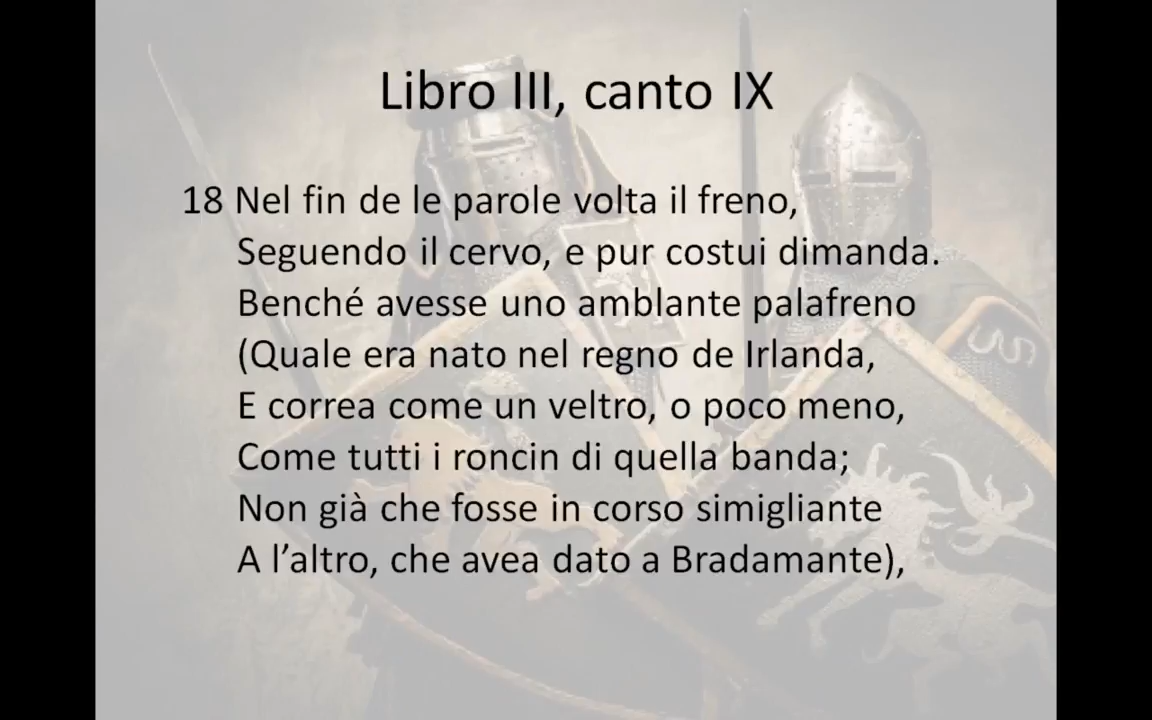 Libro III, canto IX
18 Nel fin de le parole volta il freno,
Seguendo il cervo, e pur costui dimanda.
Benché avesse uno amblante palafreno
(Quale era nato nel regno de Irlanda,
E correa come un veltro, o poco meno,
Come tutti i roncin di quella banda;
Non già che fosse in corso simigliante
A l’altro, che avea dato a Bradamante),